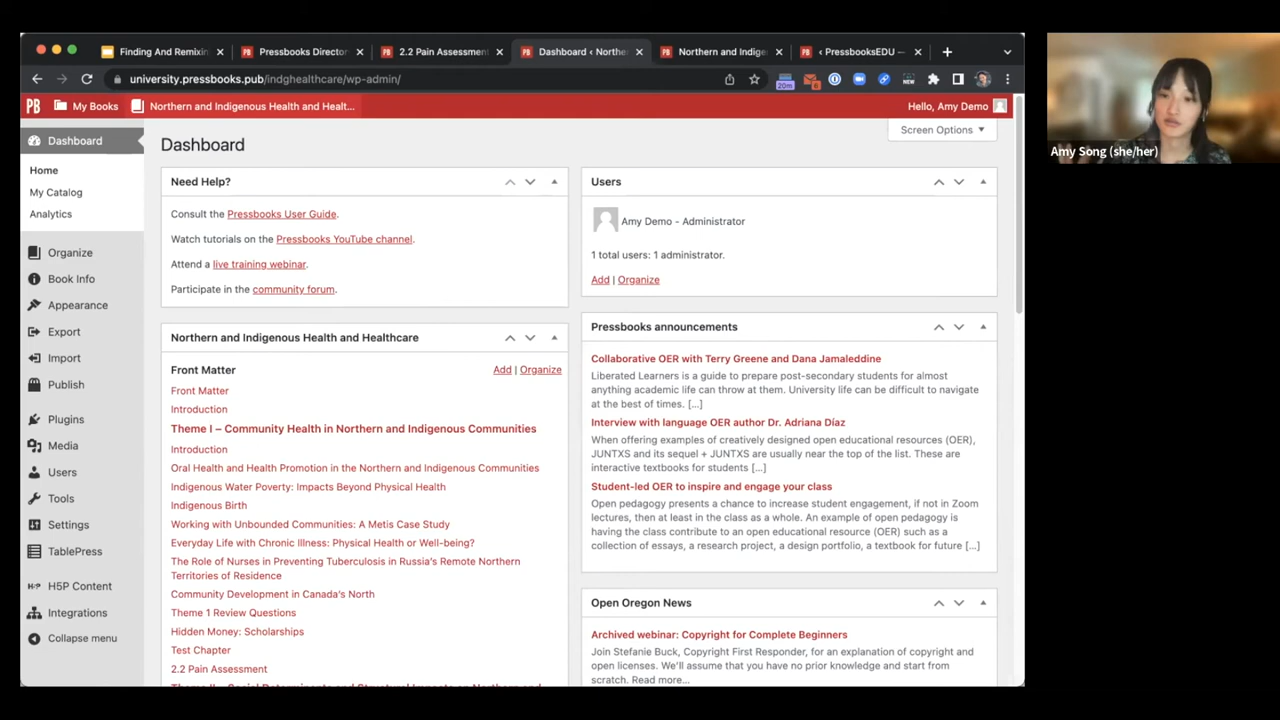 Finding And Remixin
Pressbooks Director
2.2 Pain Assessment
Dashboard ‹ Northe
Northern and Indige
‹ PressbooksEDU —
university.pressbooks.pub/indghealthcare/wp-admin/
20m
6
NEW
PB
My Books
Northern and Indigenous Health and Healt...
Hello, Amy Demo
Dashboard
Home
My Catalog
Analytics
Organize
Book Info
Appearance
Export
Import
Publish
Plugins
Media
Users
Tools
Settings
TablePress
H5P Content
Integrations
Collapse menu
Screen Options
Dashboard
Need Help?
Consult the Pressbooks User Guide.
Watch tutorials on the Pressbooks YouTube channel.
Attend a live training webinar.
Participate in the community forum.
Northern and Indigenous Health and Healthcare
Front Matter
Add | Organize
Front Matter
Introduction
Theme I – Community Health in Northern and Indigenous Communities
Introduction
Oral Health and Health Promotion in the Northern and Indigenous Communities
Indigenous Water Poverty: Impacts Beyond Physical Health
Indigenous Birth
Working with Unbounded Communities: A Metis Case Study
Everyday Life with Chronic Illness: Physical Health or Well-being?
The Role of Nurses in Preventing Tuberculosis in Russia's Remote Northern
Territories of Residence
Community Development in Canada's North
Theme 1 Review Questions
Hidden Money: Scholarships
Test Chapter
2.2 Pain Assessment
Theme II – Social Determinants and Structural Impacts on Northern and
Users
Amy Demo - Administrator
1 total users: 1 administrator.
Add | Organize
Pressbooks announcements
Collaborative OER with Terry Greene and Dana Jamaleddine
Liberated Learners is a guide to prepare post-secondary students for almost
anything academic life can throw at them. University life can be difficult to navigate
at the best of times. [...]
Interview with language OER author Dr. Adriana Díaz
When offering examples of creatively designed open educational resources (OER),
JUNTXS and its sequel + JUNTXS are usually near the top of the list. These are
interactive textbooks for students [...]
Student-led OER to inspire and engage your class
Open pedagogy presents a chance to increase student engagement, if not in Zoom
lectures, then at least in the class as a whole. An example of open pedagogy is
having the class contribute to an open educational resource (OER) such as a
collection of essays, a research project, a design portfolio, a textbook for future [...]
Open Oregon News
Archived webinar: Copyright for Complete Beginners
Join Stefanie Buck, Copyright First Responder, for an explanation of copyright and
open licenses. We'll assume that you have no prior knowledge and start from
scratch. Read more...
Amy Song (she/her)